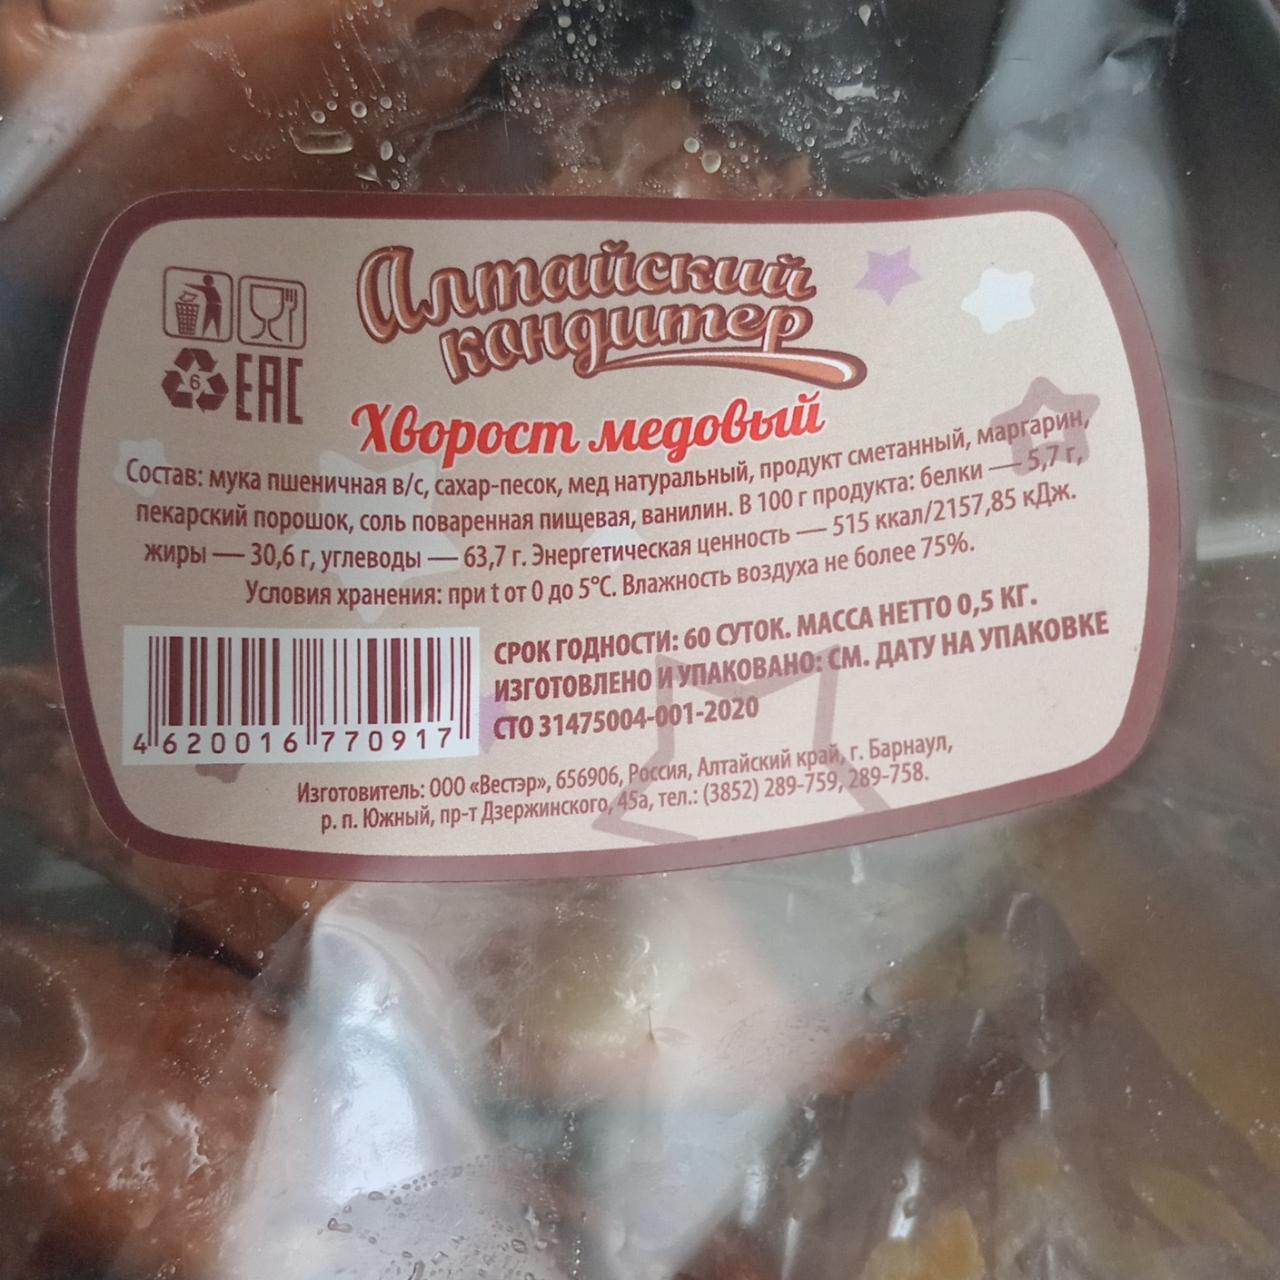 Алтайский
кондитер
6
ЕАС
Хворост медовый
Состав: мука пшеничная в/с, сахар-песок, мед натуральный, продукт сметанный, маргарин,
пекарский порошок, соль поваренная пищевая, ванилин. В 100 г продукта: белки — 5,7 г,
жиры — 30,6 г, углеводы — 63,7 г. Энергетическая ценность — 515 ккал/2157,85 кДж.
Условия хранения: при t от 0 до 5°С. Влажность воздуха не более 75%.
СРОК ГОДНОСТИ: 60 СУТОК. МАССА НЕТТО 0,5 КГ.
ИЗГОТОВЛЕНО И УПАКОВАНО: СМ. ДАТУ НА УПАКОВКЕ
СТО 31475004-001-2020
4 620016 770917
Изготовитель: ООО «Вестэр», 656906, Россия, Алтайский край, г. Барнаул,
р. п. Южный, пр-т Дзержинского, 45а, тел.: (3852) 289-759, 289-758.